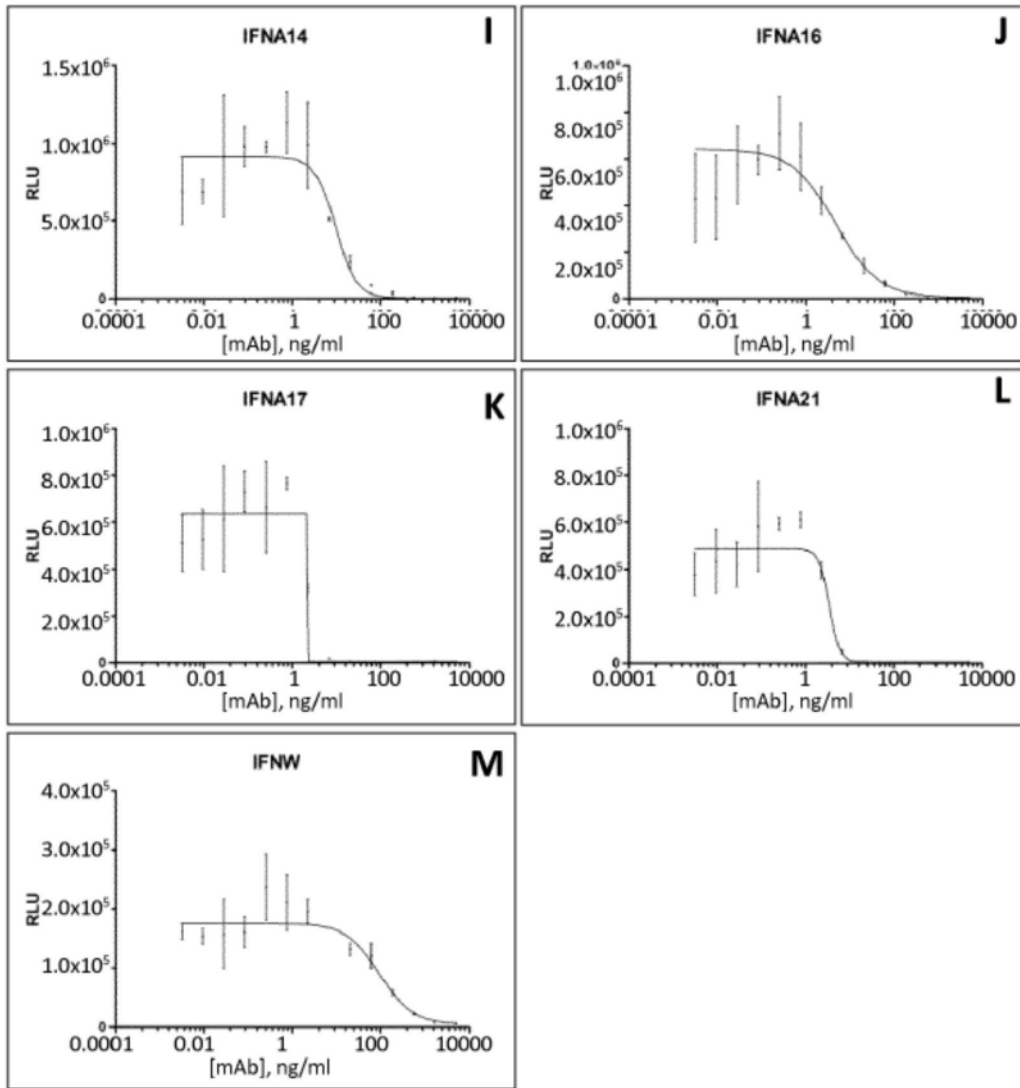 IFNA14
I
1.5x10⁶
1.0x10⁶
5.0x10⁵
0
RLU
0.0001 0.01 1 100 10000
[mAb], ng/ml
IFNA16
J
1.0x10⁶
1.0x10⁶
8.0x10⁵
6.0x10⁵
4.0x10⁵
2.0x10⁵
0
RLU
0.0001 0.01 1 100 10000
[mAb], ng/ml
IFNA17
K
1.0x10⁶
8.0x10⁵
6.0x10⁵
4.0x10⁵
2.0x10⁵
0
RLU
0.0001 0.01 1 100 10000
[mAb], ng/ml
IFNA21
L
1.0x10⁶
8.0x10⁵
6.0x10⁵
4.0x10⁵
2.0x10⁵
0
RLU
0.0001 0.01 1 100 10000
[mAb], ng/ml
IFNW
M
4.0x10⁵
3.0x10⁵
2.0x10⁵
1.0x10⁵
0
RLU
0.0001 0.01 1 100 10000
[mAb], ng/ml